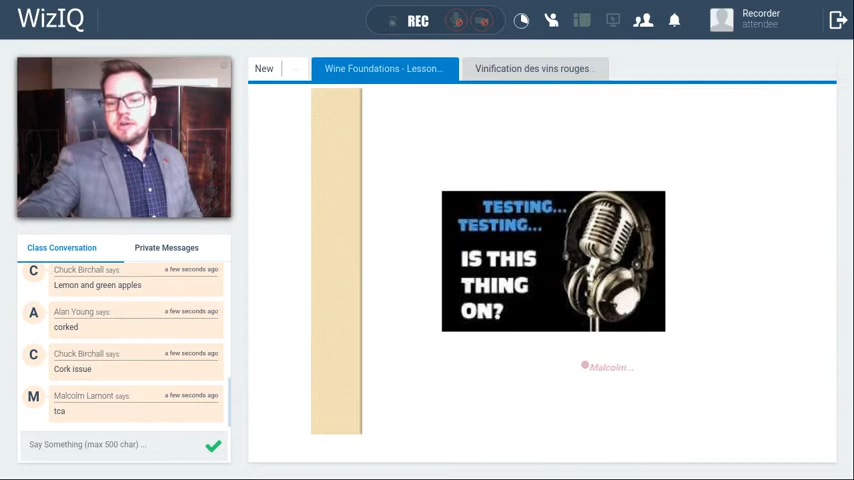 WizIQ
REC
Recorder
attendee
New
Wine Foundations - Lesson...
Vinification des vins rouges...
TESTING...
TESTING...
IS THIS
THING
ON?
Malcolm...
Class Conversation
Private Messages
C
Chuck Birchall says:
a few seconds ago
Lemon and green apples
A
Alan Young says:
a few seconds ago
corked
C
Chuck Birchall says:
a few seconds ago
Cork issue
M
Malcolm Lamont says:
a few seconds ago
tca
Say Something (max 500 char) ...